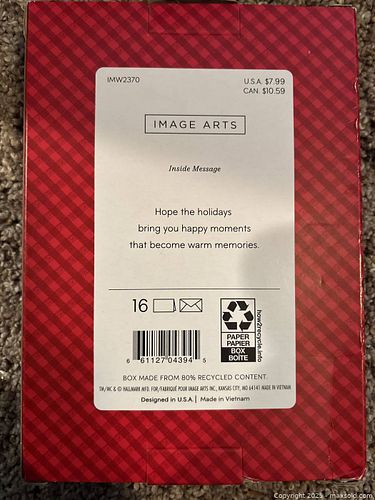 IMW2370
U.S.A. $7.99
CAN. $10.59
IMAGE ARTS
Inside Message
Hope the holidays
bring you happy moments
that become warm memories.
16
how2recycle.info
PAPER
PAPIER
BOX
BOÎTE
6 61127 04394 5
BOX MADE FROM 80% RECYCLED CONTENT.
TM/MC & © HALLMARK MFD. FOR/FABRIQUÉ POUR IMAGE ARTS INC., KANSAS CITY, MO 64141 MADE IN VIETNAM
Designed in U.S.A. | Made in Vietnam
Copyright 2025 - maxsold.com